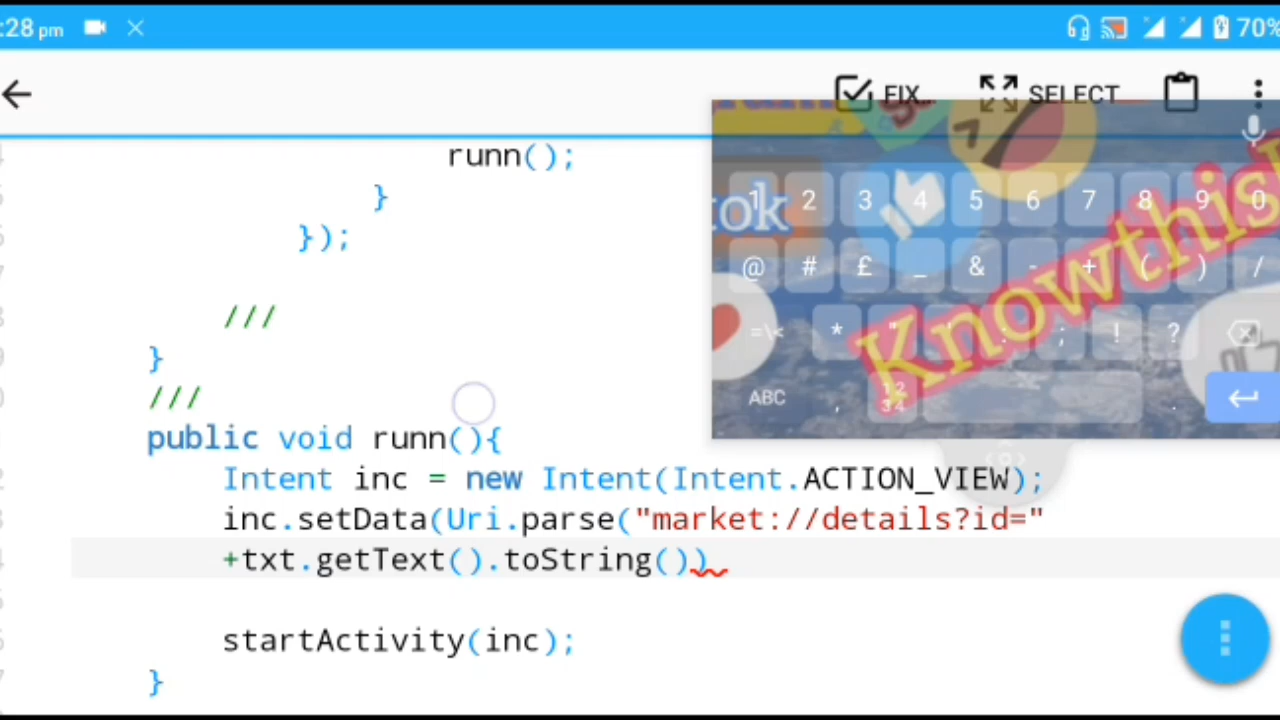 :28 pm
70%
FIX...
SELECT
runn();
}
});
///
}
///
public void runn(){
Intent inc = new Intent(Intent.ACTION_VIEW);
inc.setData(Uri.parse("market://details?id="
+txt.getText().toString())
startActivity(inc);
}
1 2 3 4 5 6 7 8 9 0
@ # £ _ & - + ( ) /
=\< * " ' : ; ! ?
ABC , 12 34 .
Knowthis